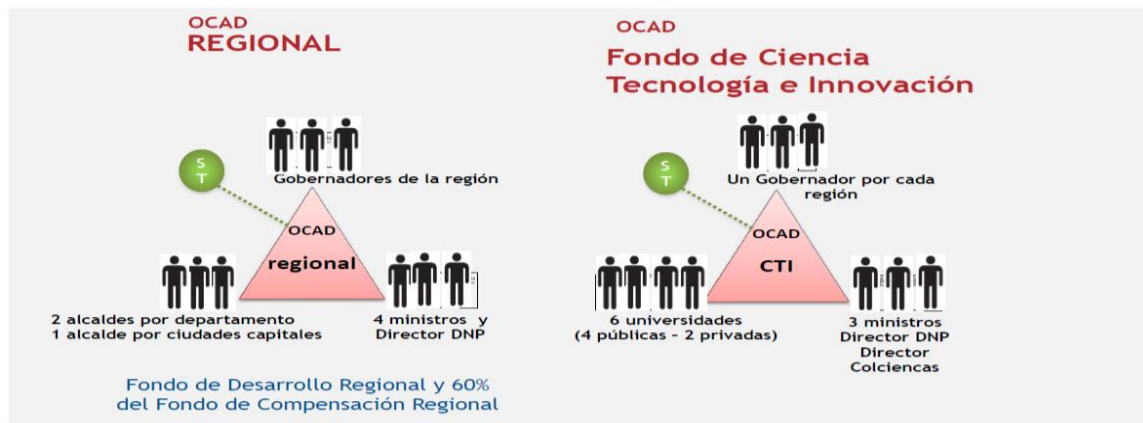 OCAD
REGIONAL
S
T
Gobernadores de la región
OCAD
regional
2 alcaldes por departamento
1 alcalde por ciudades capitales
4 ministros y
Director DNP
Fondo de Desarrollo Regional y 60%
del Fondo de Compensación Regional
OCAD
Fondo de Ciencia
Tecnología e Innovación
S
T
Un Gobernador por cada
región
OCAD
CTI
6 universidades
(4 públicas - 2 privadas)
3 ministros
Director DNP
Director
Colciencas